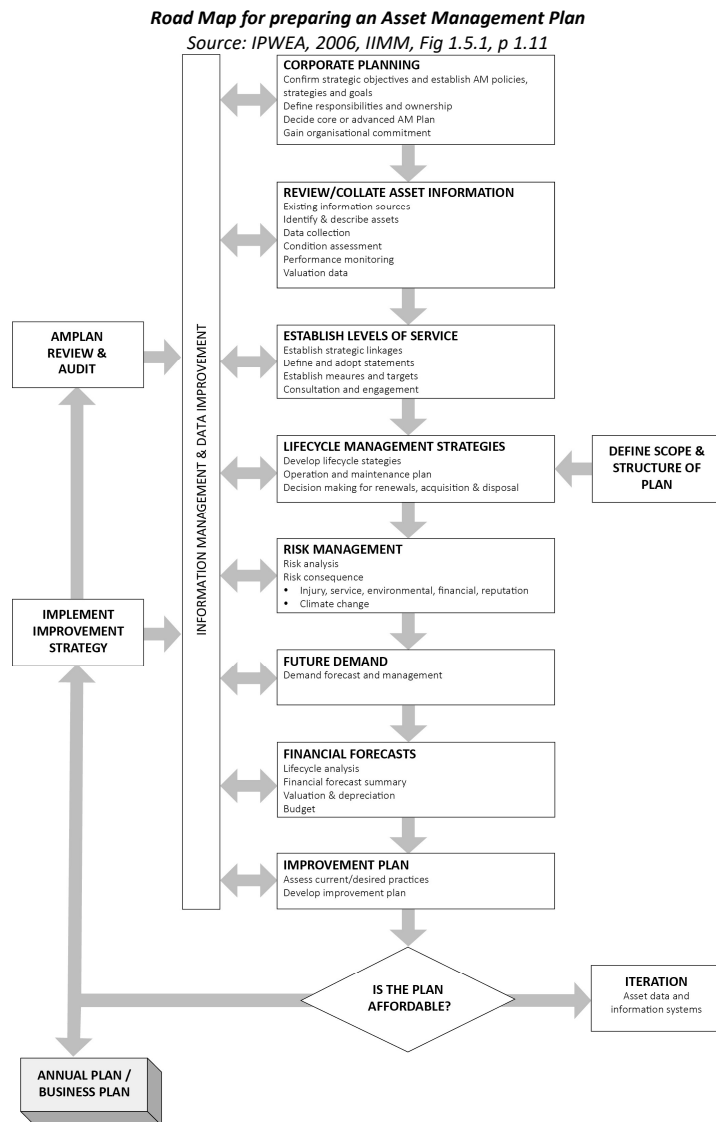 Road Map for preparing an Asset Management Plan
Source: IPWEA, 2006, IIMM, Fig 1.5.1, p 1.11
CORPORATE PLANNING
Confirm strategic objectives and establish AM policies,
strategies and goals
Define responsibilities and ownership
Decide core or advanced AM Plan
Gain organisational commitment
REVIEW/COLLATE ASSET INFORMATION
Existing information sources
Identify & describe assets
Data collection
Condition assessment
Performance monitoring
Valuation data
INFORMATION MANAGEMENT & DATA IMPROVEMENT
AMPLAN
REVIEW &
AUDIT
ESTABLISH LEVELS OF SERVICE
Establish strategic linkages
Define and adopt statements
Establish meaures and targets
Consultation and engagement
LIFECYCLE MANAGEMENT STRATEGIES
Develop lifecycle stategies
Operation and maintenance plan
Decision making for renewals, acquisition & disposal
DEFINE SCOPE &
STRUCTURE OF
PLAN
RISK MANAGEMENT
Risk analysis
Risk consequence
• Injury, service, environmental, financial, reputation
• Climate change
IMPLEMENT
IMPROVEMENT
STRATEGY
FUTURE DEMAND
Demand forecast and management
FINANCIAL FORECASTS
Lifecycle analysis
Financial forecast summary
Valuation & depreciation
Budget
IMPROVEMENT PLAN
Assess current/desired practices
Develop improvement plan
IS THE PLAN
AFFORDABLE?
ITERATION
Asset data and
information systems
ANNUAL PLAN /
BUSINESS PLAN